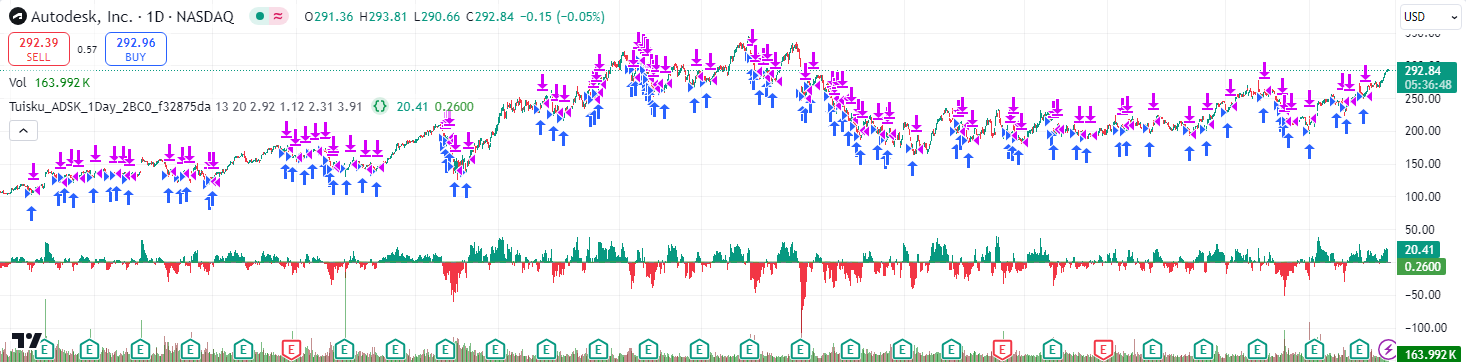 Autodesk, Inc. · 1D · NASDAQ O291.36 H293.81 L290.66 C292.84 −0.15 (−0.05%) USD
292.39 0.57 292.96
SELL BUY
Vol 163.992 K
Tuisku_ADSK_1Day_2BC0_f32875da 13 20 2.92 1.12 2.31 3.91 {} 20.41 0.2600
292.84
05:36:48
250.00
200.00
150.00
100.00
50.00
20.41
0.2600
−50.00
−100.00
E E E E E E E E E E E E E E E E E E E E E E E E E E E
163.992 K